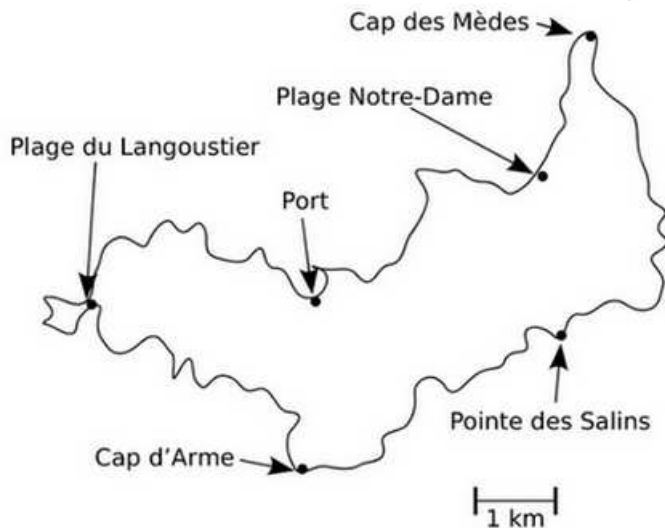 Cap des Mèdes
Plage Notre-Dame
Plage du Langoustier
Port
Pointe des Salins
Cap d'Arme
1 km